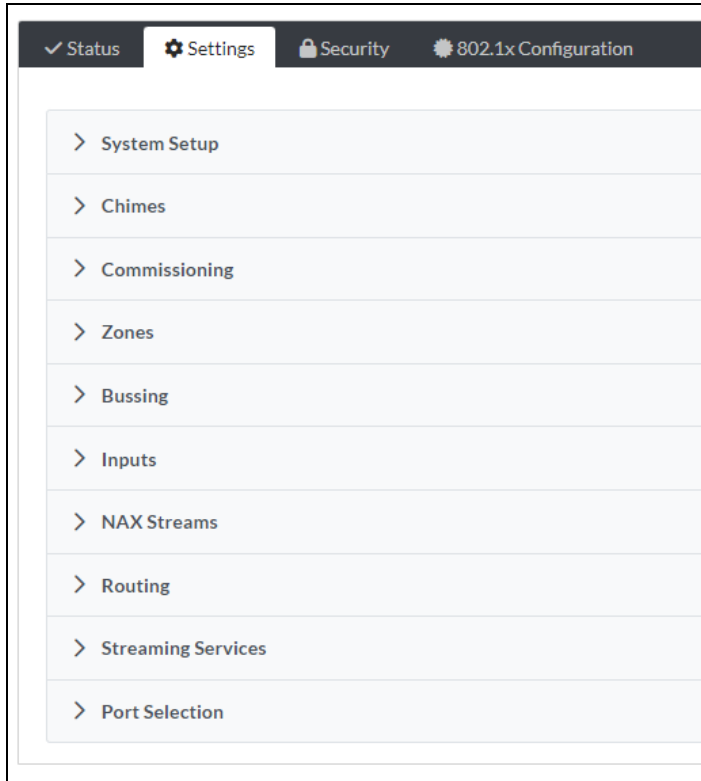 Status Settings Security 802.1x Configuration
System Setup
Chimes
Commissioning
Zones
Bussing
Inputs
NAX Streams
Routing
Streaming Services
Port Selection